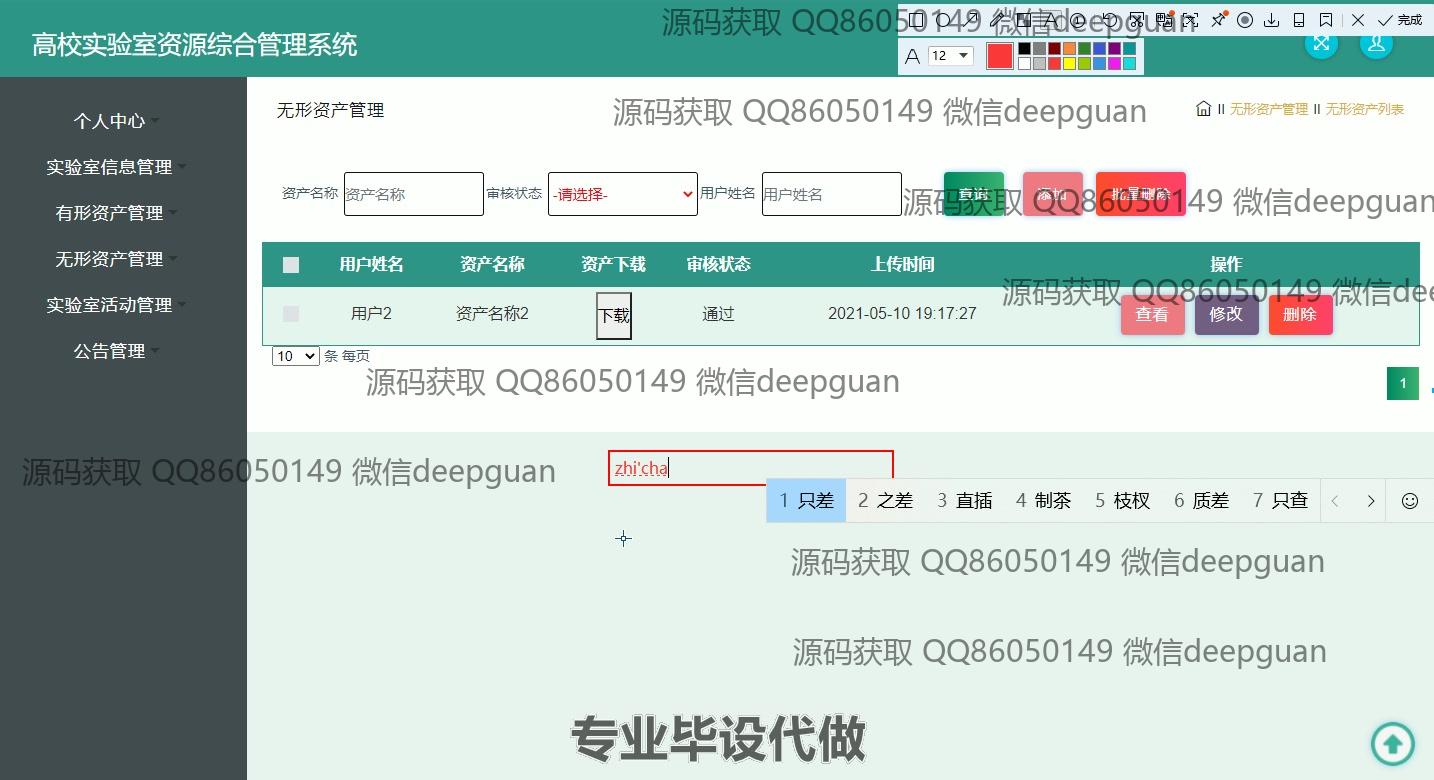 源码获取 QQ86050149 微信deepguan
完成
高校实验室资源综合管理系统
A 12
个人中心
实验室信息管理
有形资产管理
无形资产管理
实验室活动管理
公告管理
无形资产管理
源码获取 QQ86050149 微信deepguan
无形资产管理 II 无形资产列表
资产名称 资产名称 审核状态 -请选择- 用户姓名 用户姓名 查询 添加 批量删除
源码获取 QQ86050149 微信deepguan
用户姓名 资产名称 资产下载 审核状态 上传时间 操作
源码获取 QQ86050149 微信dee
用户2 资产名称2 下载 通过 2021-05-10 19:17:27 查看 修改 删除
10 条 每页
源码获取 QQ86050149 微信deepguan
1
源码获取 QQ86050149 微信deepguan
zhi'cha
1 只差 2 之差 3 直插 4 制茶 5 枝杈 6 质差 7 只查
源码获取 QQ86050149 微信deepguan
源码获取 QQ86050149 微信deepguan
专业毕设代做